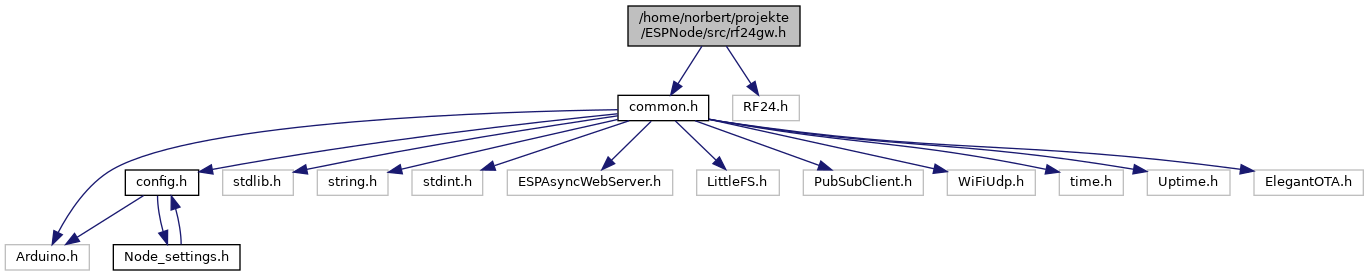 /home/norbert/projekte
/ESPNode/src/rf24gw.h
common.h
RF24.h
config.h
stdlib.h
string.h
stdint.h
ESPAsyncWebServer.h
LittleFS.h
PubSubClient.h
WiFiUdp.h
time.h
Uptime.h
ElegantOTA.h
Arduino.h
Node_settings.h